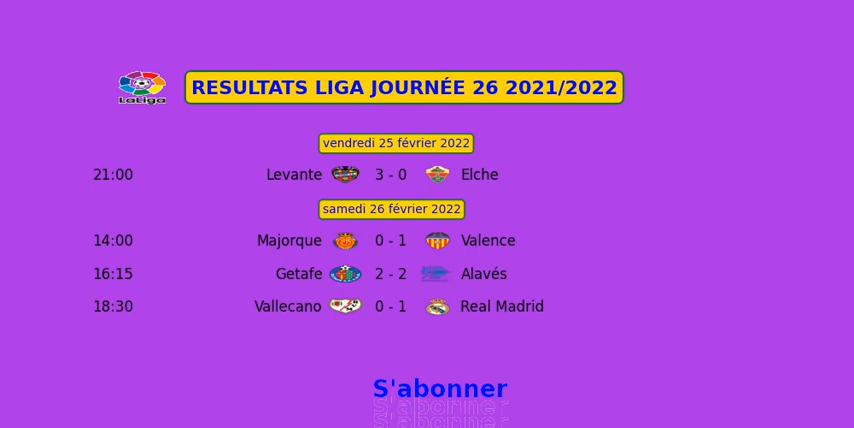 LaLiga
RESULTATS LIGA JOURNÉE 26 2021/2022
vendredi 25 février 2022
21:00 Levante 3 - 0 Elche
samedi 26 février 2022
14:00 Majorque 0 - 1 Valence
16:15 Getafe 2 - 2 Alavés
18:30 Vallecano 0 - 1 Real Madrid
S'abonner
S'abonner
S'abonner